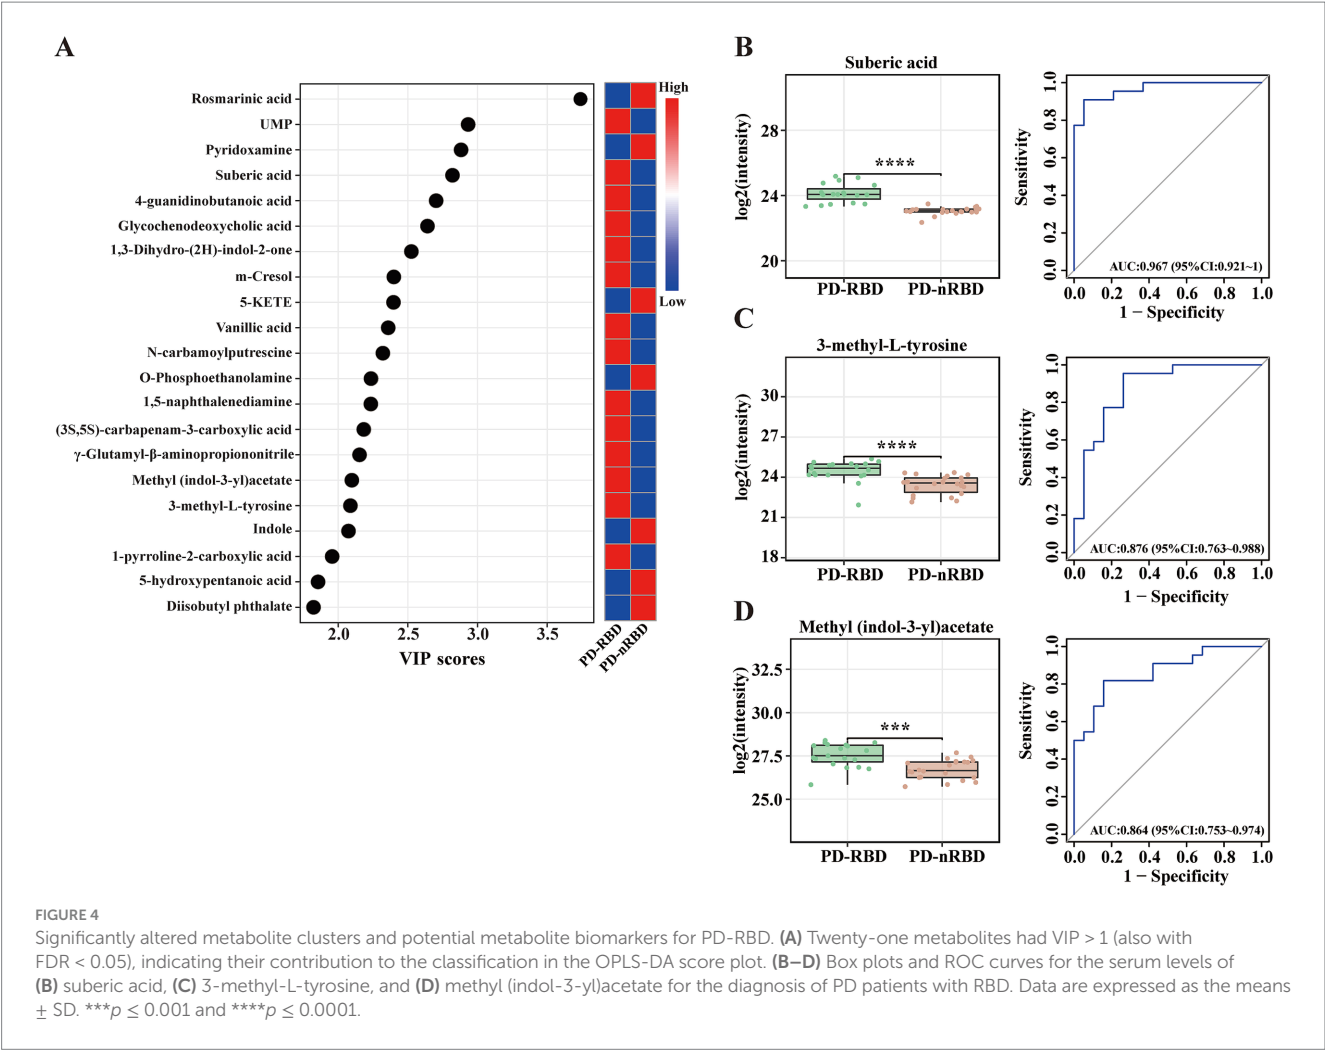 A
Rosmarinic acid
UMP
Pyridoxamine
Suberic acid
4-guanidinobutanoic acid
Glycochenodeoxycholic acid
1,3-Dihydro-(2H)-indol-2-one
m-Cresol
5-KETE
Vanillic acid
N-carbamoylputrescine
O-Phosphoethanolamine
1,5-naphthalenediamine
(3S,5S)-carbapenam-3-carboxylic acid
γ-Glutamyl-β-aminopropiononitrile
Methyl (indol-3-yl)acetate
3-methyl-L-tyrosine
Indole
1-pyrroline-2-carboxylic acid
5-hydroxypentanoic acid
Diisobutyl phthalate
2.0 2.5 3.0 3.5
VIP scores
PD-RBD
PD-nRBD
High
Low
B
Suberic acid
log2(intensity)
28
24
20
****
PD-RBD PD-nRBD
Sensitivity
1.0
0.8
0.6
0.4
0.2
0.0
AUC:0.967 (95%CI:0.921~1)
0.0 0.2 0.4 0.6 0.8 1.0
1 − Specificity
C
3-methyl-L-tyrosine
log2(intensity)
30
27
24
21
18
****
PD-RBD PD-nRBD
Sensitivity
1.0
0.8
0.6
0.4
0.2
0.0
AUC:0.876 (95%CI:0.763~0.988)
0.0 0.2 0.4 0.6 0.8 1.0
1 − Specificity
D
Methyl (indol-3-yl)acetate
log2(intensity)
32.5
30.0
27.5
25.0
***
PD-RBD PD-nRBD
Sensitivity
1.0
0.8
0.6
0.4
0.2
0.0
AUC:0.864 (95%CI:0.753~0.974)
0.0 0.2 0.4 0.6 0.8 1.0
1 − Specificity
FIGURE 4
Significantly altered metabolite clusters and potential metabolite biomarkers for PD-RBD. (A) Twenty-one metabolites had VIP > 1 (also with
FDR < 0.05), indicating their contribution to the classification in the OPLS-DA score plot. (B–D) Box plots and ROC curves for the serum levels of
(B) suberic acid, (C) 3-methyl-L-tyrosine, and (D) methyl (indol-3-yl)acetate for the diagnosis of PD patients with RBD. Data are expressed as the means
± SD. ***p ≤ 0.001 and ****p ≤ 0.0001.